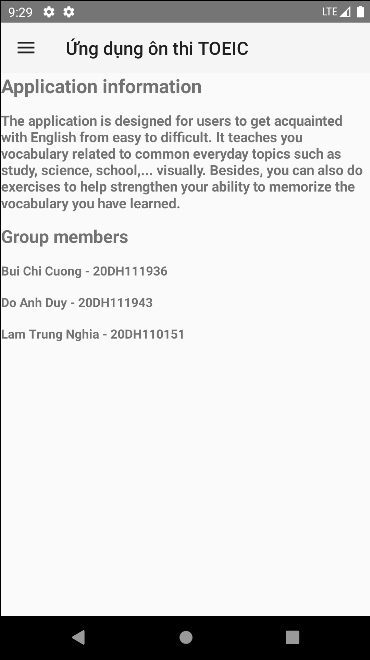 9:29
LTE
Ứng dụng ôn thi TOEIC
Application information
The application is designed for users to get acquainted
with English from easy to difficult. It teaches you
vocabulary related to common everyday topics such as
study, science, school,... visually. Besides, you can also do
exercises to help strengthen your ability to memorize the
vocabulary you have learned.
Group members
Bui Chi Cuong - 20DH111936
Do Anh Duy - 20DH111943
Lam Trung Nghia - 20DH110151